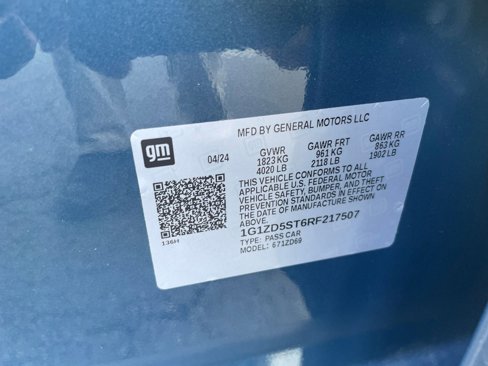 MFD BY GENERAL MOTORS LLC
gm
04/24
GVWR GAWR FRT GAWR RR
1823 KG 961 KG 863 KG
4020 LB 2118 LB 1902 LB
THIS VEHICLE CONFORMS TO ALL
APPLICABLE U.S. FEDERAL MOTOR
VEHICLE SAFETY, BUMPER, AND THEFT
PREVENTION STANDARDS IN EFFECT ON
THE DATE OF MANUFACTURE SHOWN
ABOVE.
1G1ZD5ST6RF217507
TYPE: PASS CAR
MODEL: 671ZD69
136H